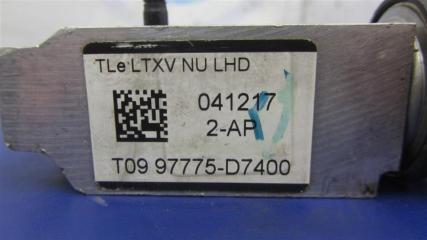 TLe LTXV NU LHD
041217
2-AP
T09 97775-D7400